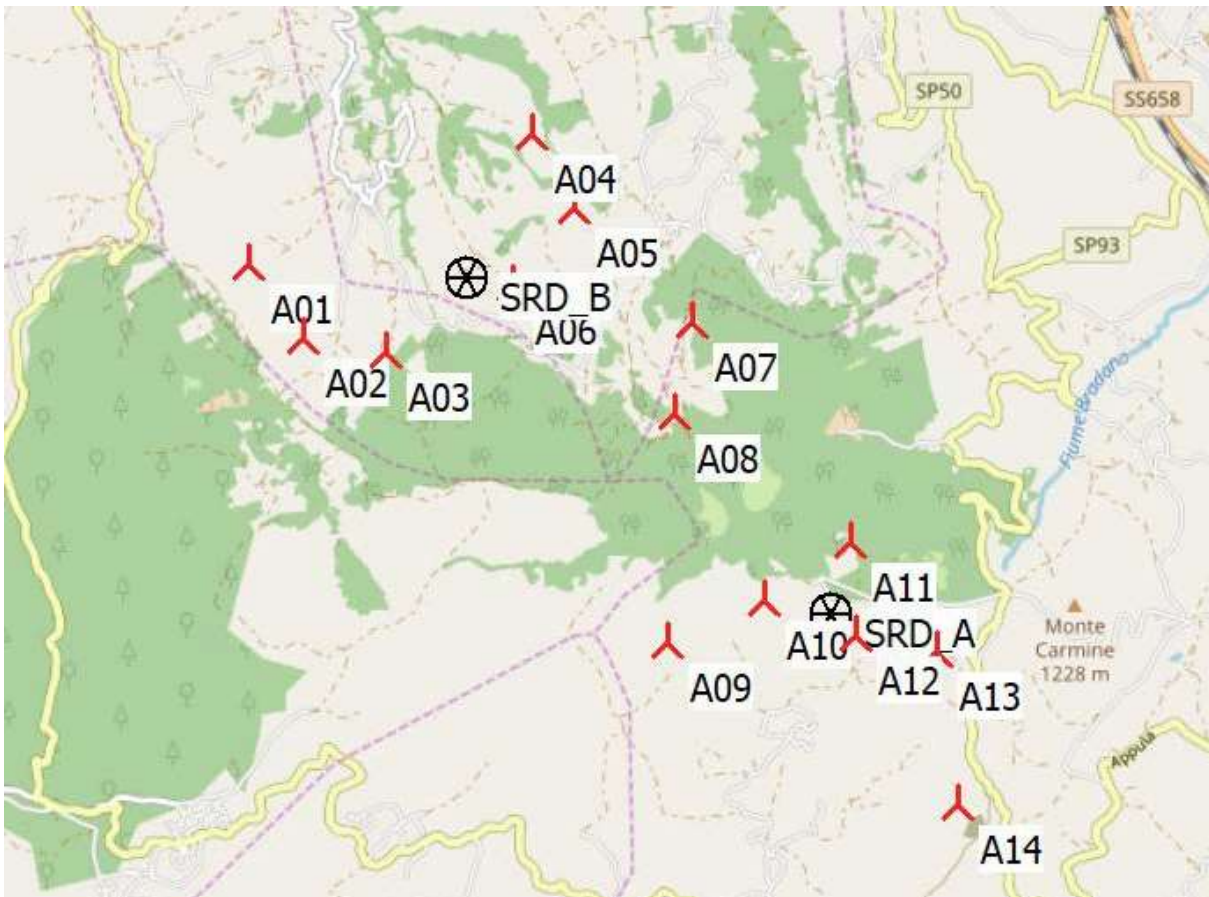 SP50
SS658
A04
A05
SP93
SRD_B
A01
A06
A02
A03
A07
Fiume Bradano
A08
A11
A10
SRD_A
Monte
Carmine
1228 m
A09
A12
A13
Appula
A14